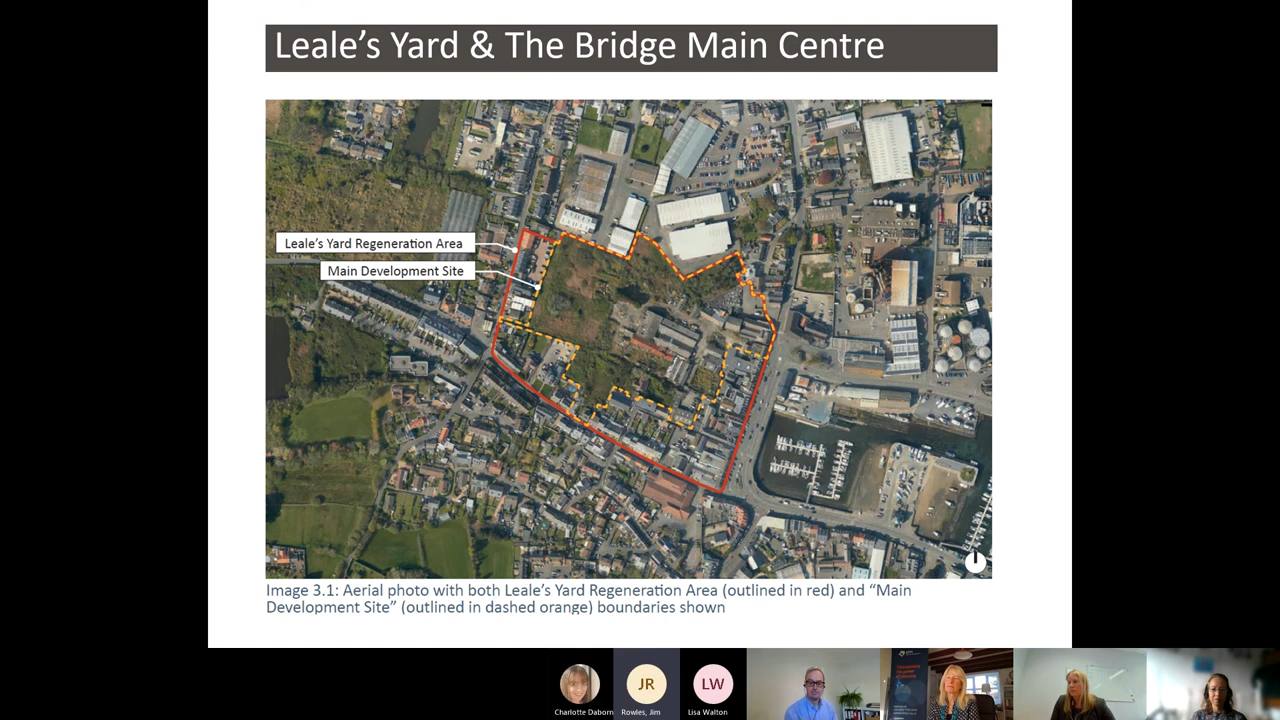 Leale's Yard & The Bridge Main Centre
Leale's Yard Regeneration Area
Main Development Site
Image 3.1: Aerial photo with both Leale's Yard Regeneration Area (outlined in red) and “Main
Development Site” (outlined in dashed orange) boundaries shown
JR
LW
Charlotte Daborn
Rowles, Jim
Lisa Walton